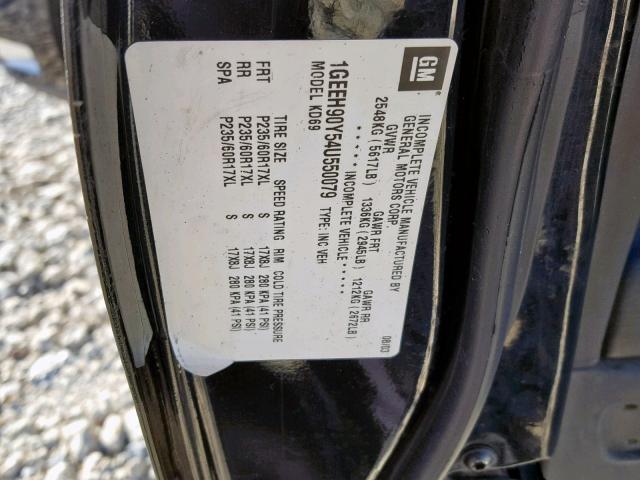 GM
INCOMPLETE VEHICLE MANUFACTURED BY
GENERAL MOTORS CORP.
08/03
GVWR GAWR FRT GAWR RR
2548KG (5617LB) 1336KG (2945LB) 1212KG (2672LB)
***** INCOMPLETE VEHICLE *****
1GEEH90Y54U550079 TYPE: INC VEH
MODEL KD69
TIRE SIZE SPEED RATING RIM COLD TIRE PRESSURE
FRT P235/60R17XL S 17X8J 280 KPA (41 PSI)
RR P235/60R17XL S 17X8J 280 KPA (41 PSI)
SPA P235/60R17XL S 17X8J 280 KPA (41 PSI)